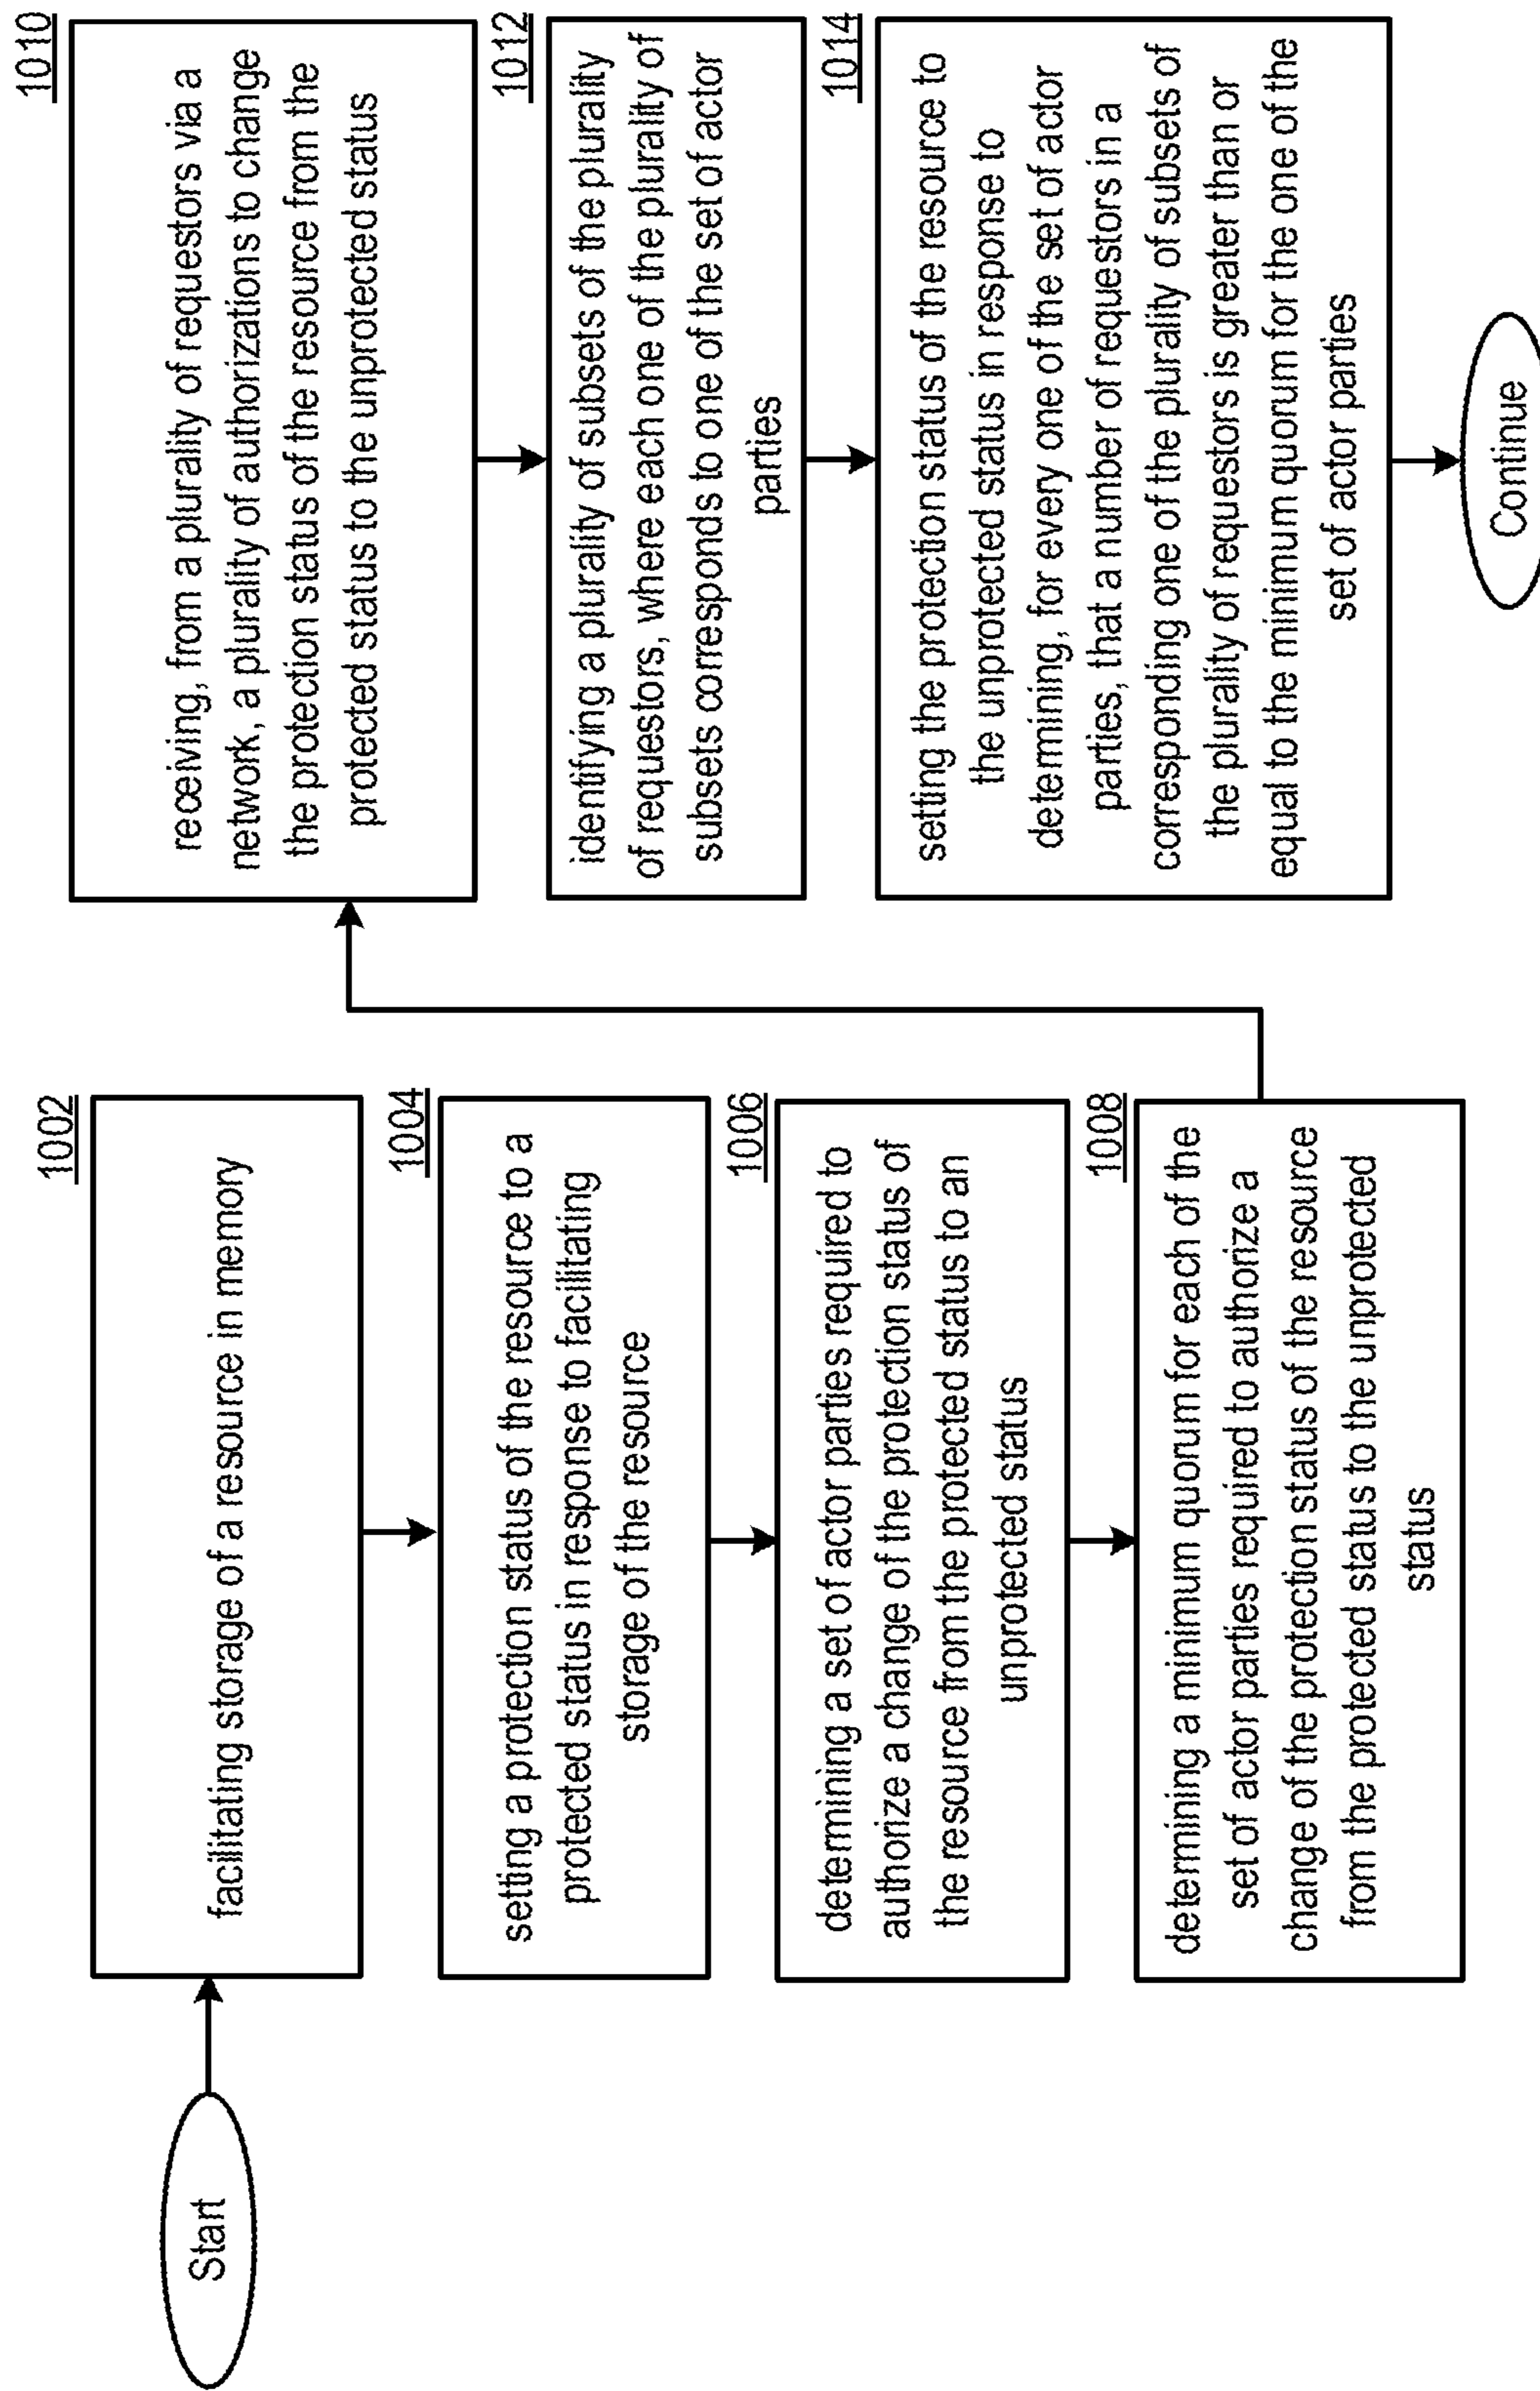 Start
1002
facilitating storage of a resource in memory
1004
setting a protection status of the resource to a
protected status in response to facilitating
storage of the resource
1006
determining a set of actor parties required to
authorize a change of the protection status of
the resource from the protected status to an
unprotected status
1008
determining a minimum quorum for each of the
set of actor parties required to authorize a
change of the protection status of the resource
from the protected status to the unprotected
status
1010
receiving, from a plurality of requestors via a
network, a plurality of authorizations to change
the protection status of the resource from the
protected status to the unprotected status
1012
identifying a plurality of subsets of the plurality
of requestors, where each one of the plurality of
subsets corresponds to one of the set of actor
parties
1014
setting the protection status of the resource to
the unprotected status in response to
determining, for every one of the set of actor
parties, that a number of requestors in a
corresponding one of the plurality of subsets of
the plurality of requestors is greater than or
equal to the minimum quorum for the one of the
set of actor parties
Continue